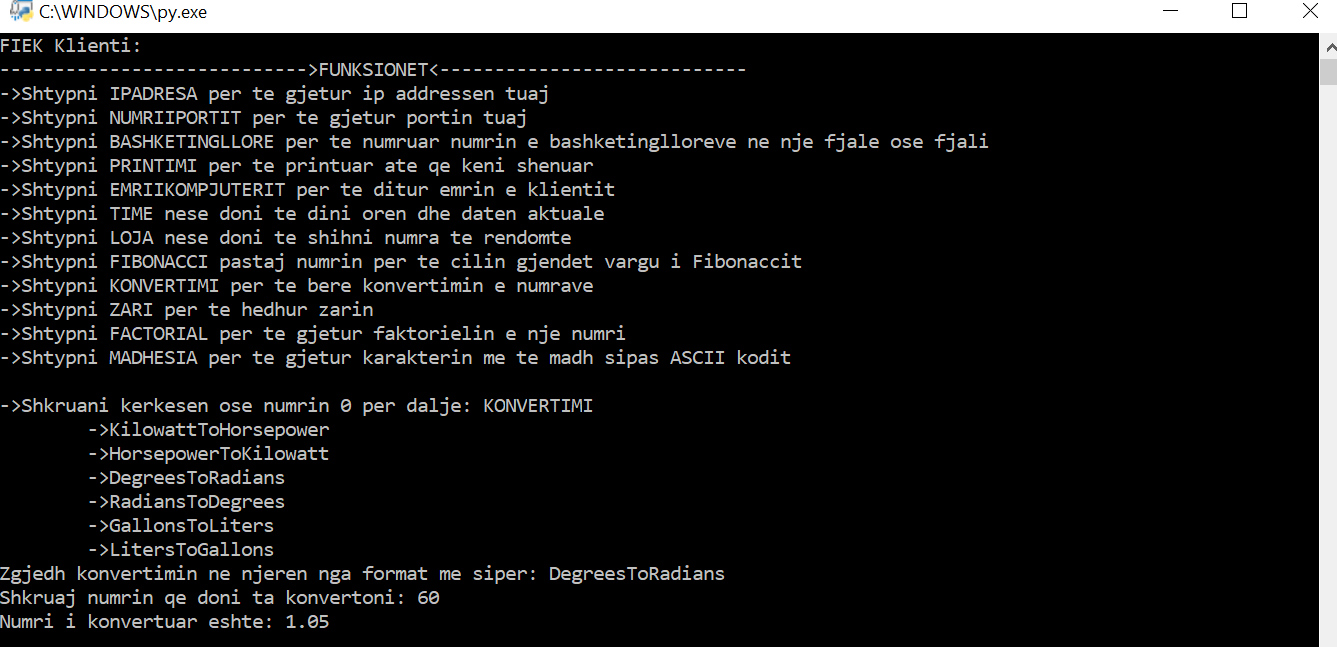 C:\WINDOWS\py.exe
FIEK Klienti:
---------------------------->FUNKSIONET<----------------------------
->Shtypni IPADRESA per te gjetur ip addressen tuaj
->Shtypni NUMRIIPORTIT per te gjetur portin tuaj
->Shtypni BASHKETINGLLORE per te numruar numrin e bashketinglloreve ne nje fjale ose fjali
->Shtypni PRINTIMI per te printuar ate qe keni shenuar
->Shtypni EMRIIKOMPJUTERIT per te ditur emrin e klientit
->Shtypni TIME nese doni te dini oren dhe daten aktuale
->Shtypni LOJA nese doni te shihni numra te rendomte
->Shtypni FIBONACCI pastaj numrin per te cilin gjendet vargu i Fibonaccit
->Shtypni KONVERTIMI per te bere konvertimin e numrave
->Shtypni ZARI per te hedhur zarin
->Shtypni FACTORIAL per te gjetur faktorielin e nje numri
->Shtypni MADHESIA per te gjetur karakterin me te madh sipas ASCII kodit
->Shkruani kerkesen ose numrin 0 per dalje: KONVERTIMI
->KilowattToHorsepower
->HorsepowerToKilowatt
->DegreesToRadians
->RadiansToDegrees
->GallonsToLiters
->LitersToGallons
Zgjedh konvertimin ne njeren nga format me siper: DegreesToRadians
Shkruaj numrin qe doni ta konvertoni: 60
Numri i konvertuar eshte: 1.05